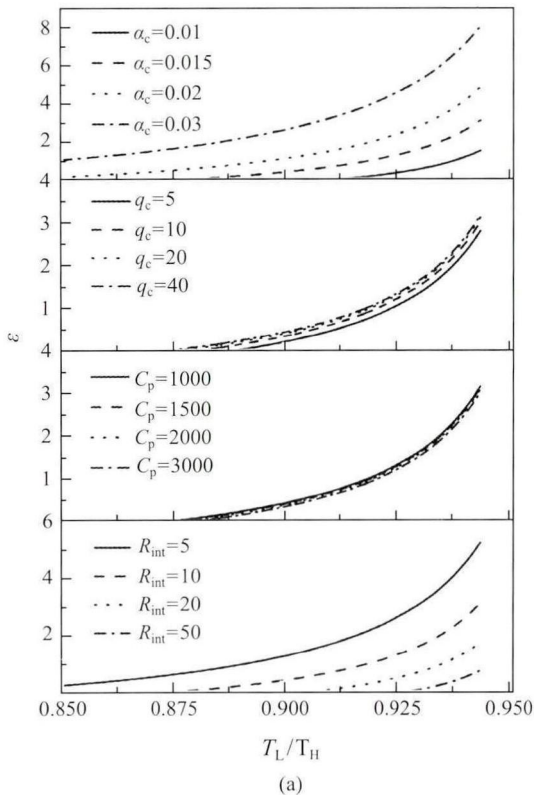 8
6
4
2
α_c=0.01
α_c=0.015
α_c=0.02
α_c=0.03
4
3
2
1
q_c=5
q_c=10
q_c=20
q_c=40
ε
4
3
2
1
C_p=1000
C_p=1500
C_p=2000
C_p=3000
6
4
2
R_int=5
R_int=10
R_int=20
R_int=50
0.850 0.875 0.900 0.925 0.950
T_L/T_H
(a)